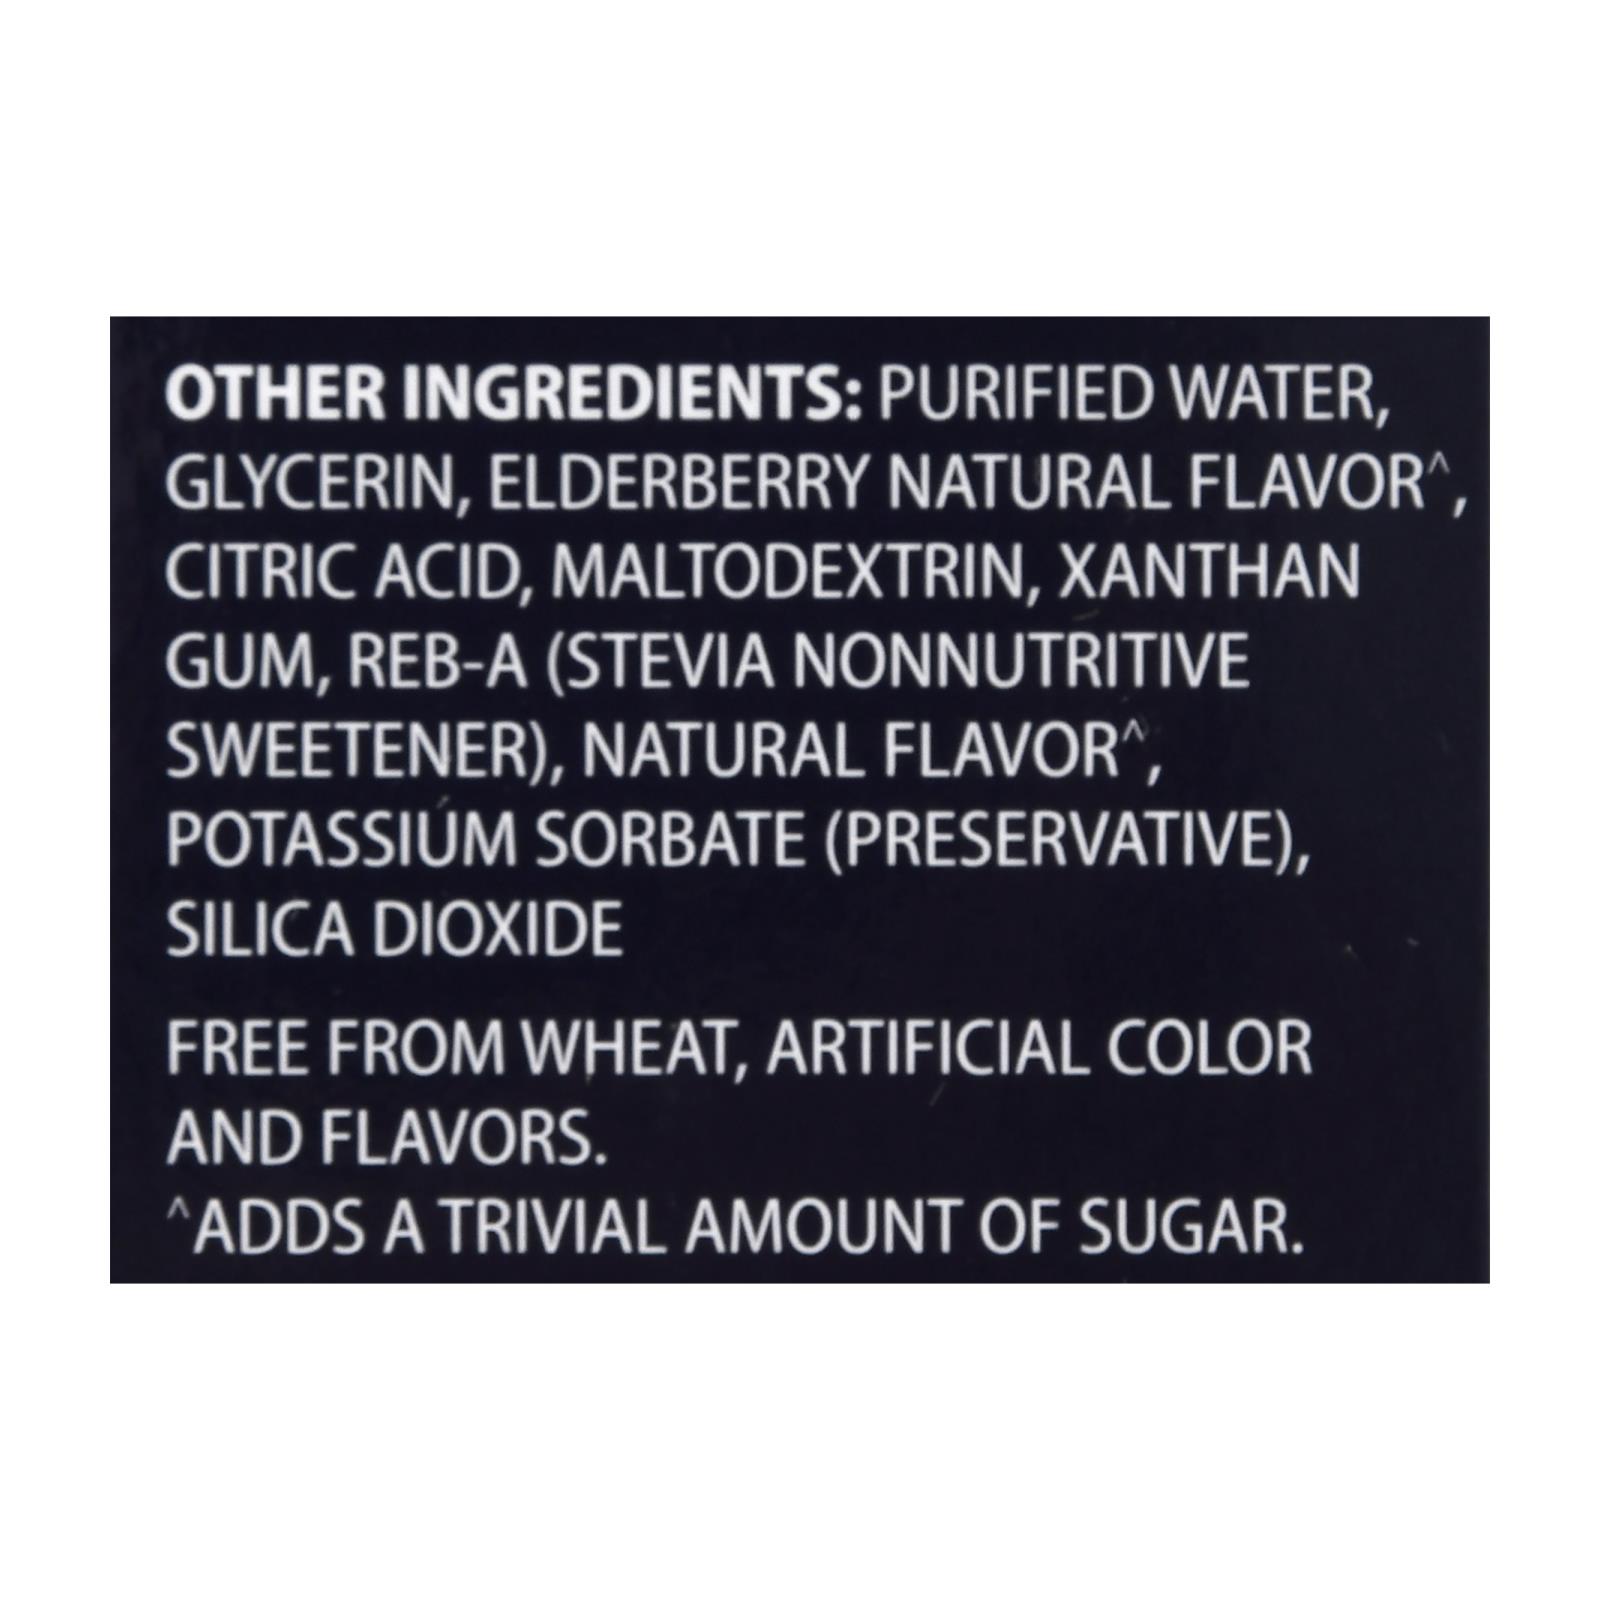 OTHER INGREDIENTS: PURIFIED WATER,
GLYCERIN, ELDERBERRY NATURAL FLAVOR^,
CITRIC ACID, MALTODEXTRIN, XANTHAN
GUM, REB-A (STEVIA NONNUTRITIVE
SWEETENER), NATURAL FLAVOR^,
POTASSIUM SORBATE (PRESERVATIVE),
SILICA DIOXIDE
FREE FROM WHEAT, ARTIFICIAL COLOR
AND FLAVORS.
^ADDS A TRIVIAL AMOUNT OF SUGAR.